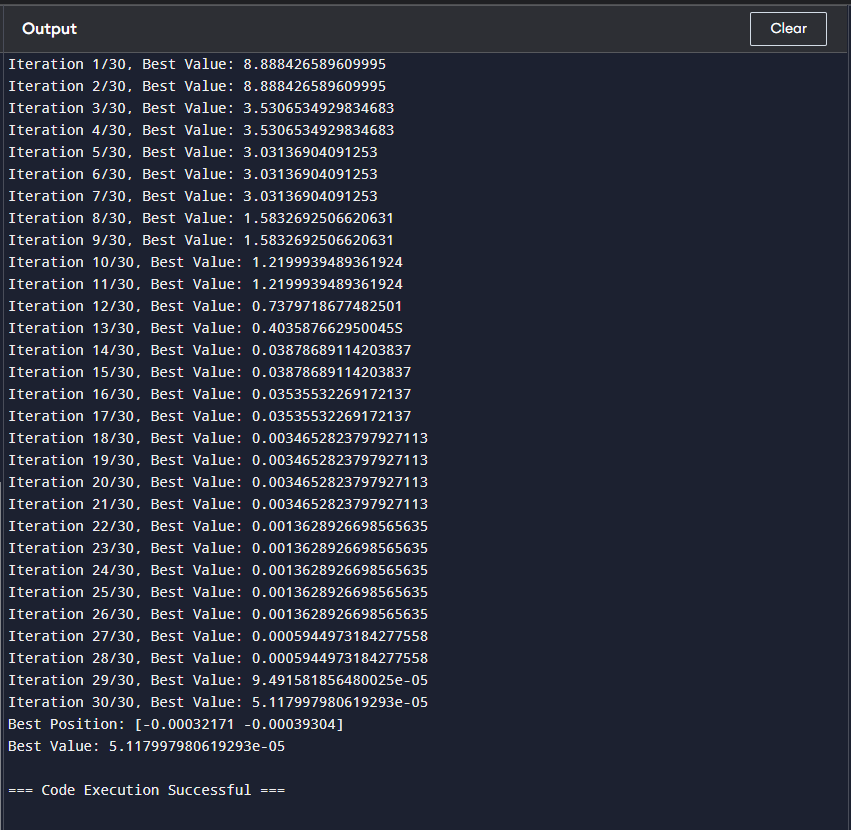 Output
Clear
Iteration 1/30, Best Value: 8.888426589609995
Iteration 2/30, Best Value: 8.888426589609995
Iteration 3/30, Best Value: 3.5306534929834683
Iteration 4/30, Best Value: 3.5306534929834683
Iteration 5/30, Best Value: 3.03136904091253
Iteration 6/30, Best Value: 3.03136904091253
Iteration 7/30, Best Value: 3.03136904091253
Iteration 8/30, Best Value: 1.5832692506620631
Iteration 9/30, Best Value: 1.5832692506620631
Iteration 10/30, Best Value: 1.2199939489361924
Iteration 11/30, Best Value: 1.2199939489361924
Iteration 12/30, Best Value: 0.7379718677482501
Iteration 13/30, Best Value: 0.4035876629500455
Iteration 14/30, Best Value: 0.03878689114203837
Iteration 15/30, Best Value: 0.03878689114203837
Iteration 16/30, Best Value: 0.03535532269172137
Iteration 17/30, Best Value: 0.03535532269172137
Iteration 18/30, Best Value: 0.0034652823797927113
Iteration 19/30, Best Value: 0.0034652823797927113
Iteration 20/30, Best Value: 0.0034652823797927113
Iteration 21/30, Best Value: 0.0034652823797927113
Iteration 22/30, Best Value: 0.0013628926698565635
Iteration 23/30, Best Value: 0.0013628926698565635
Iteration 24/30, Best Value: 0.0013628926698565635
Iteration 25/30, Best Value: 0.0013628926698565635
Iteration 26/30, Best Value: 0.0013628926698565635
Iteration 27/30, Best Value: 0.0005944973184277558
Iteration 28/30, Best Value: 0.0005944973184277558
Iteration 29/30, Best Value: 9.491581856480025e-05
Iteration 30/30, Best Value: 5.117997980619293e-05
Best Position: [-0.00032171 -0.00039304]
Best Value: 5.117997980619293e-05
=== Code Execution Successful ===